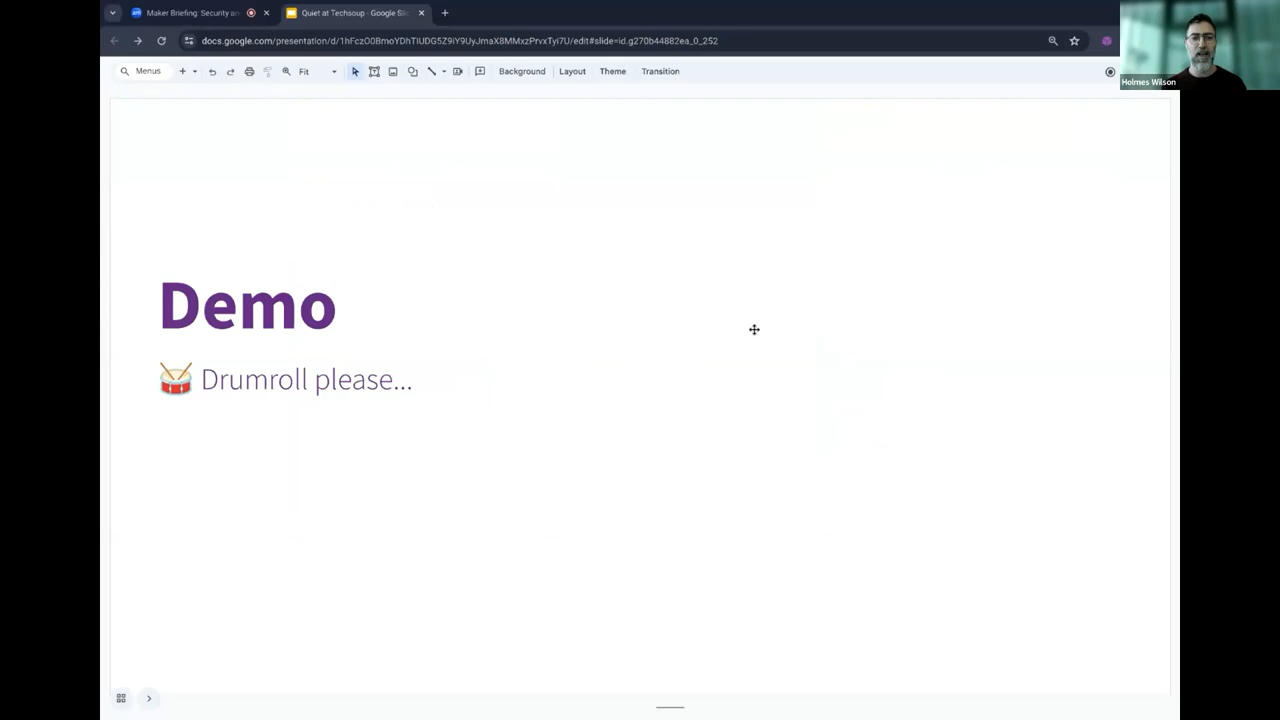 Maker Briefing: Security an
Quiet at Techsoup - Google Sli
docs.google.com/presentation/d/1hFczO0BmoYDhTIUDG5Z9iY9UyJmaX8MMxzPrvxTyi7U/edit#slide=id.g270b44882ea_0_252
Menus
Fit
Background
Layout
Theme
Transition
Holmes Wilson
Demo
🥁 Drumroll please...